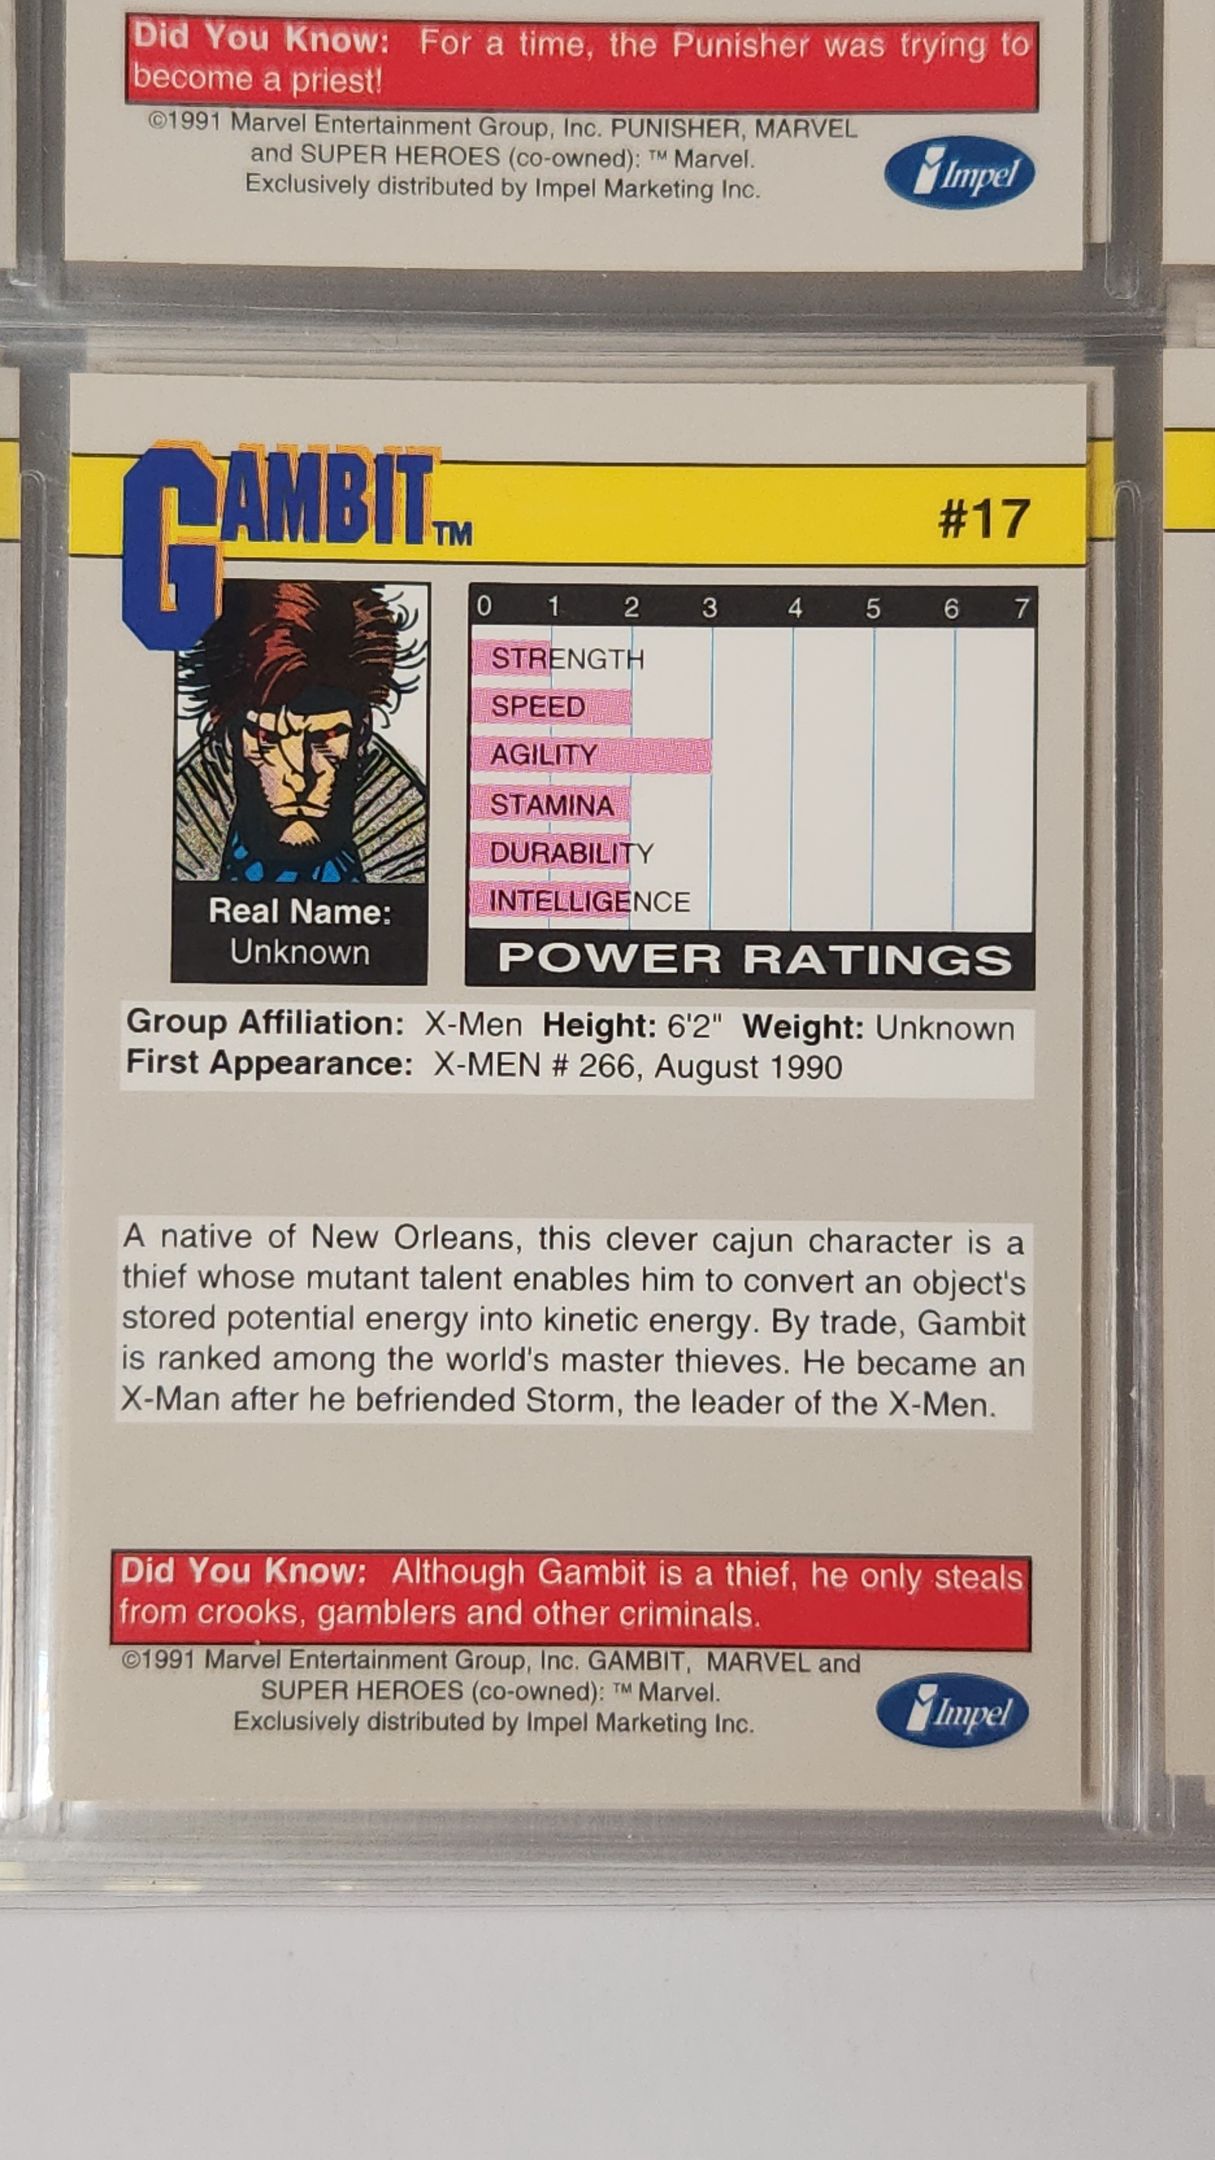 Did You Know: For a time, the Punisher was trying to
become a priest!
©1991 Marvel Entertainment Group, Inc. PUNISHER, MARVEL
and SUPER HEROES (co-owned): ™ Marvel.
Exclusively distributed by Impel Marketing Inc.
Impel
GAMBIT TM
#17
0 1 2 3 4 5 6 7
STRENGTH
SPEED
AGILITY
STAMINA
DURABILITY
INTELLIGENCE
POWER RATINGS
Real Name:
Unknown
Group Affiliation: X-Men Height: 6'2" Weight: Unknown
First Appearance: X-MEN # 266, August 1990
A native of New Orleans, this clever cajun character is a
thief whose mutant talent enables him to convert an object's
stored potential energy into kinetic energy. By trade, Gambit
is ranked among the world's master thieves. He became an
X-Man after he befriended Storm, the leader of the X-Men.
Did You Know: Although Gambit is a thief, he only steals
from crooks, gamblers and other criminals.
©1991 Marvel Entertainment Group, Inc. GAMBIT, MARVEL and
SUPER HEROES (co-owned): ™ Marvel.
Exclusively distributed by Impel Marketing Inc.
Impel